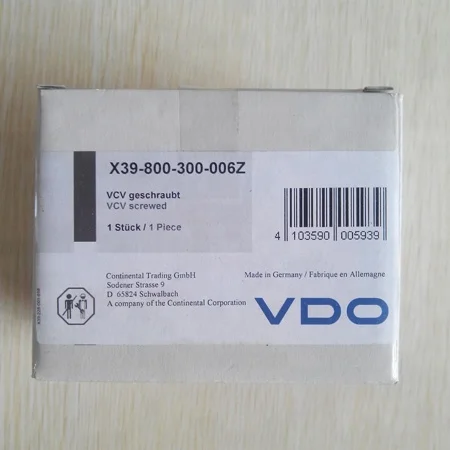 X39-800-300-006Z
VCV geschraubt
VCV screwed
1 Stück / 1 Piece
4 103590 005939
Continental Trading GmbH
Sodener Strasse 9
D 65824 Schwalbach
A company of the Continental Corporation
Made in Germany / Fabrique en Allemagne
VDO